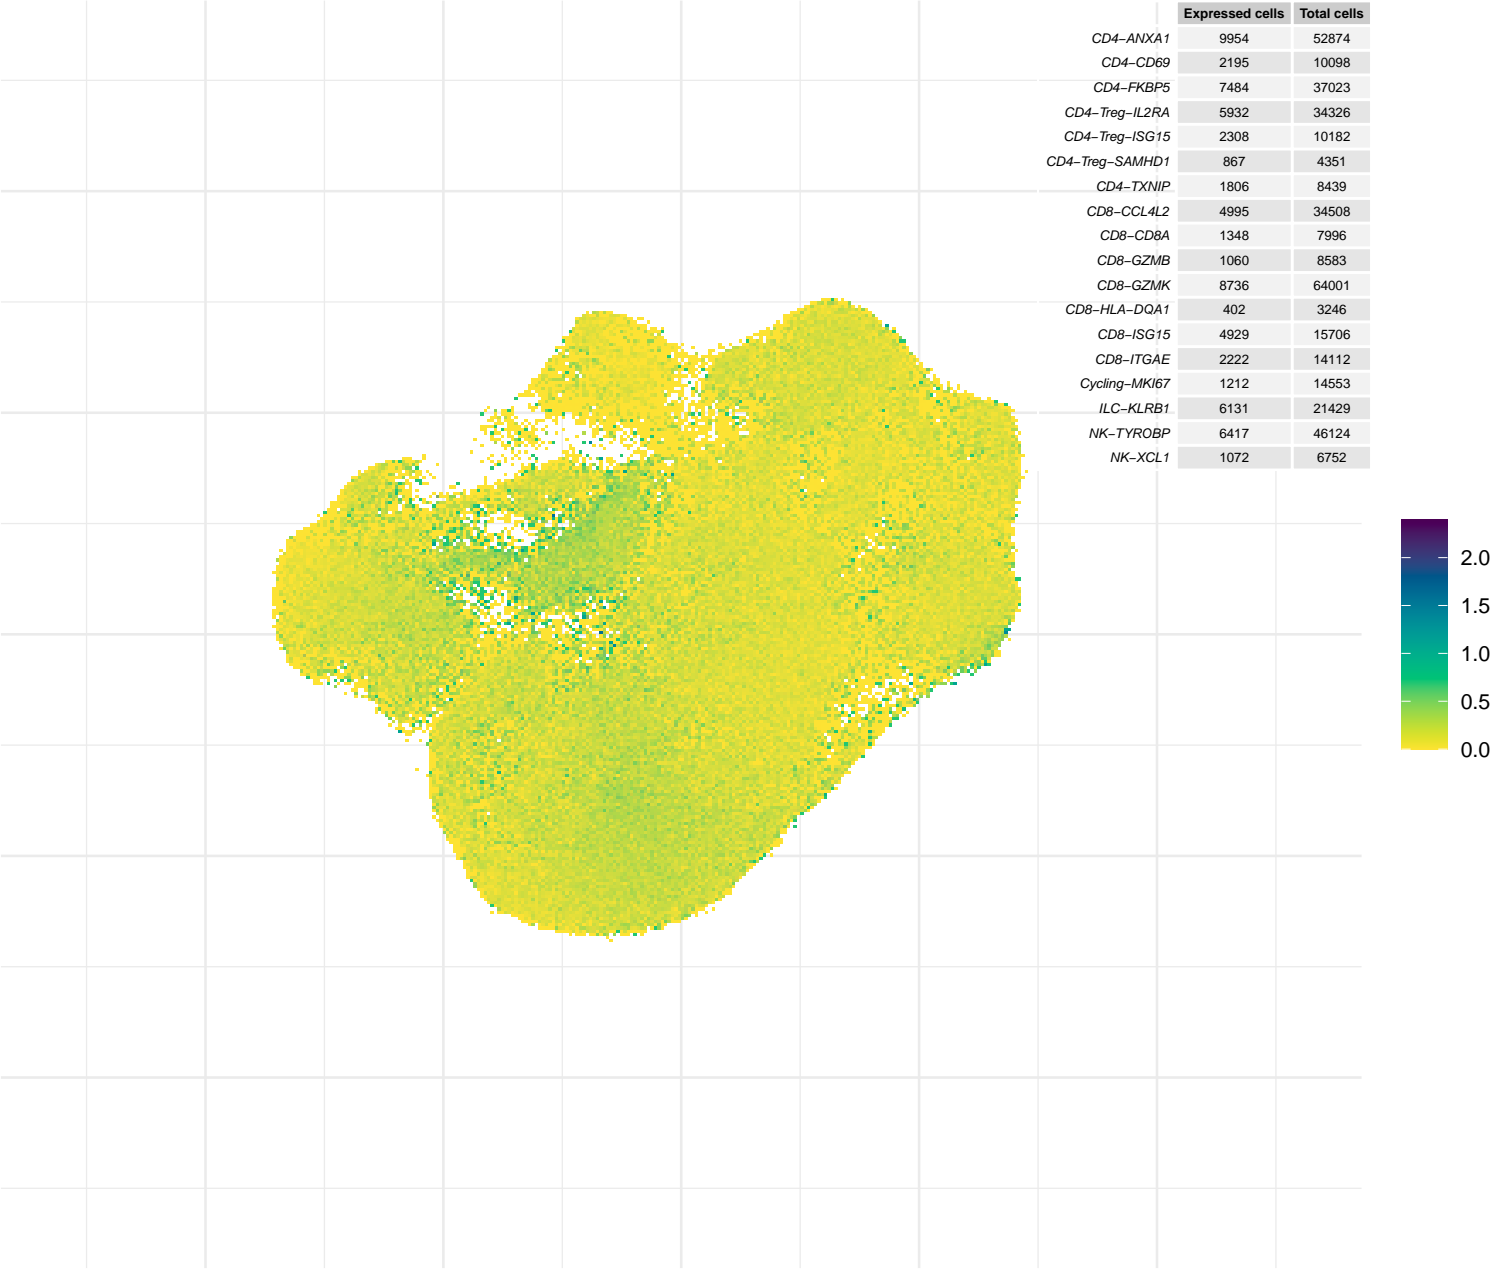 Expressed cells Total cells
CD4−ANXA1 9954 52874
CD4−CD69 2195 10098
CD4−FKBP5 7484 37023
CD4−Treg−IL2RA 5932 34326
CD4−Treg−ISG15 2308 10182
CD4−Treg−SAMHD1 867 4351
CD4−TXNIP 1806 8439
CD8−CCL4L2 4995 34508
CD8−CD8A 1348 7996
CD8−GZMB 1060 8583
CD8−GZMK 8736 64001
CD8−HLA−DQA1 402 3246
CD8−ISG15 4929 15706
CD8−ITGAE 2222 14112
Cycling−MKI67 1212 14553
ILC−KLRB1 6131 21429
NK−TYROBP 6417 46124
NK−XCL1 1072 6752
2.0
1.5
1.0
0.5
0.0